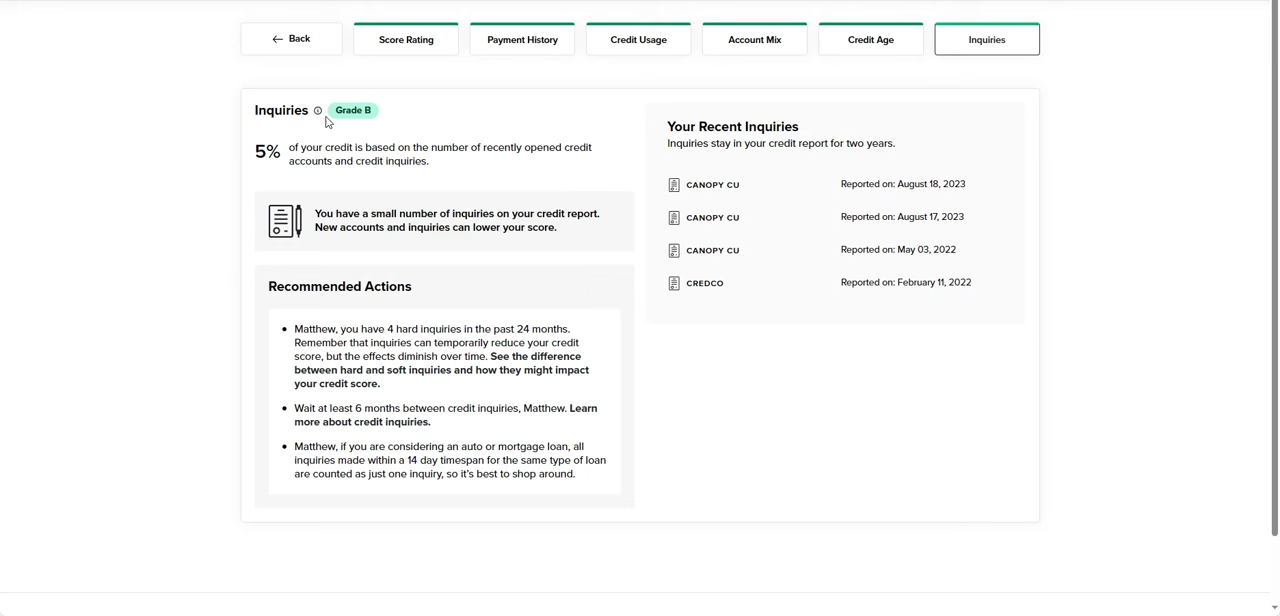 Back
Score Rating
Payment History
Credit Usage
Account Mix
Credit Age
Inquiries
Inquiries
Grade B
5%
of your credit is based on the number of recently opened credit
accounts and credit inquiries.
You have a small number of inquiries on your credit report.
New accounts and inquiries can lower your score.
Recommended Actions
Matthew, you have 4 hard inquiries in the past 24 months.
Remember that inquiries can temporarily reduce your credit
score, but the effects diminish over time. See the difference
between hard and soft inquiries and how they might impact
your credit score.
Wait at least 6 months between credit inquiries, Matthew. Learn
more about credit inquiries.
Matthew, if you are considering an auto or mortgage loan, all
inquiries made within a 14 day timespan for the same type of loan
are counted as just one inquiry, so it's best to shop around.
Your Recent Inquiries
Inquiries stay in your credit report for two years.
CANOPY CU Reported on: August 18, 2023
CANOPY CU Reported on: August 17, 2023
CANOPY CU Reported on: May 03, 2022
CREDCO Reported on: February 11, 2022